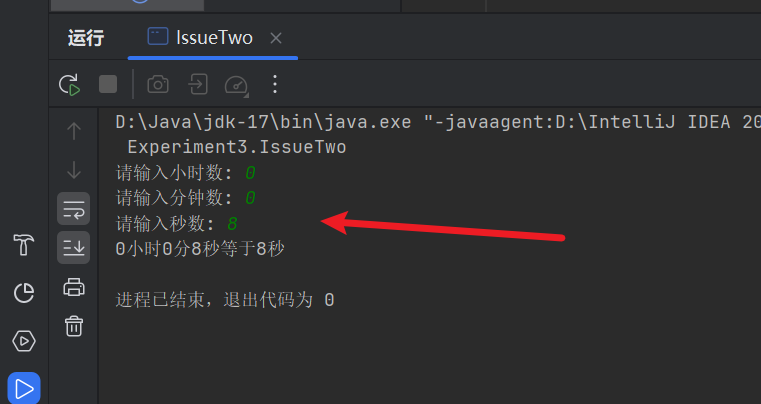 运行 IssueTwo
D:\Java\jdk-17\bin\java.exe "-javaagent:D:\IntelliJ IDEA 20
Experiment3.IssueTwo
请输入小时数: 0
请输入分钟数: 0
请输入秒数: 8
0小时0分8秒等于8秒
进程已结束，退出代码为 0